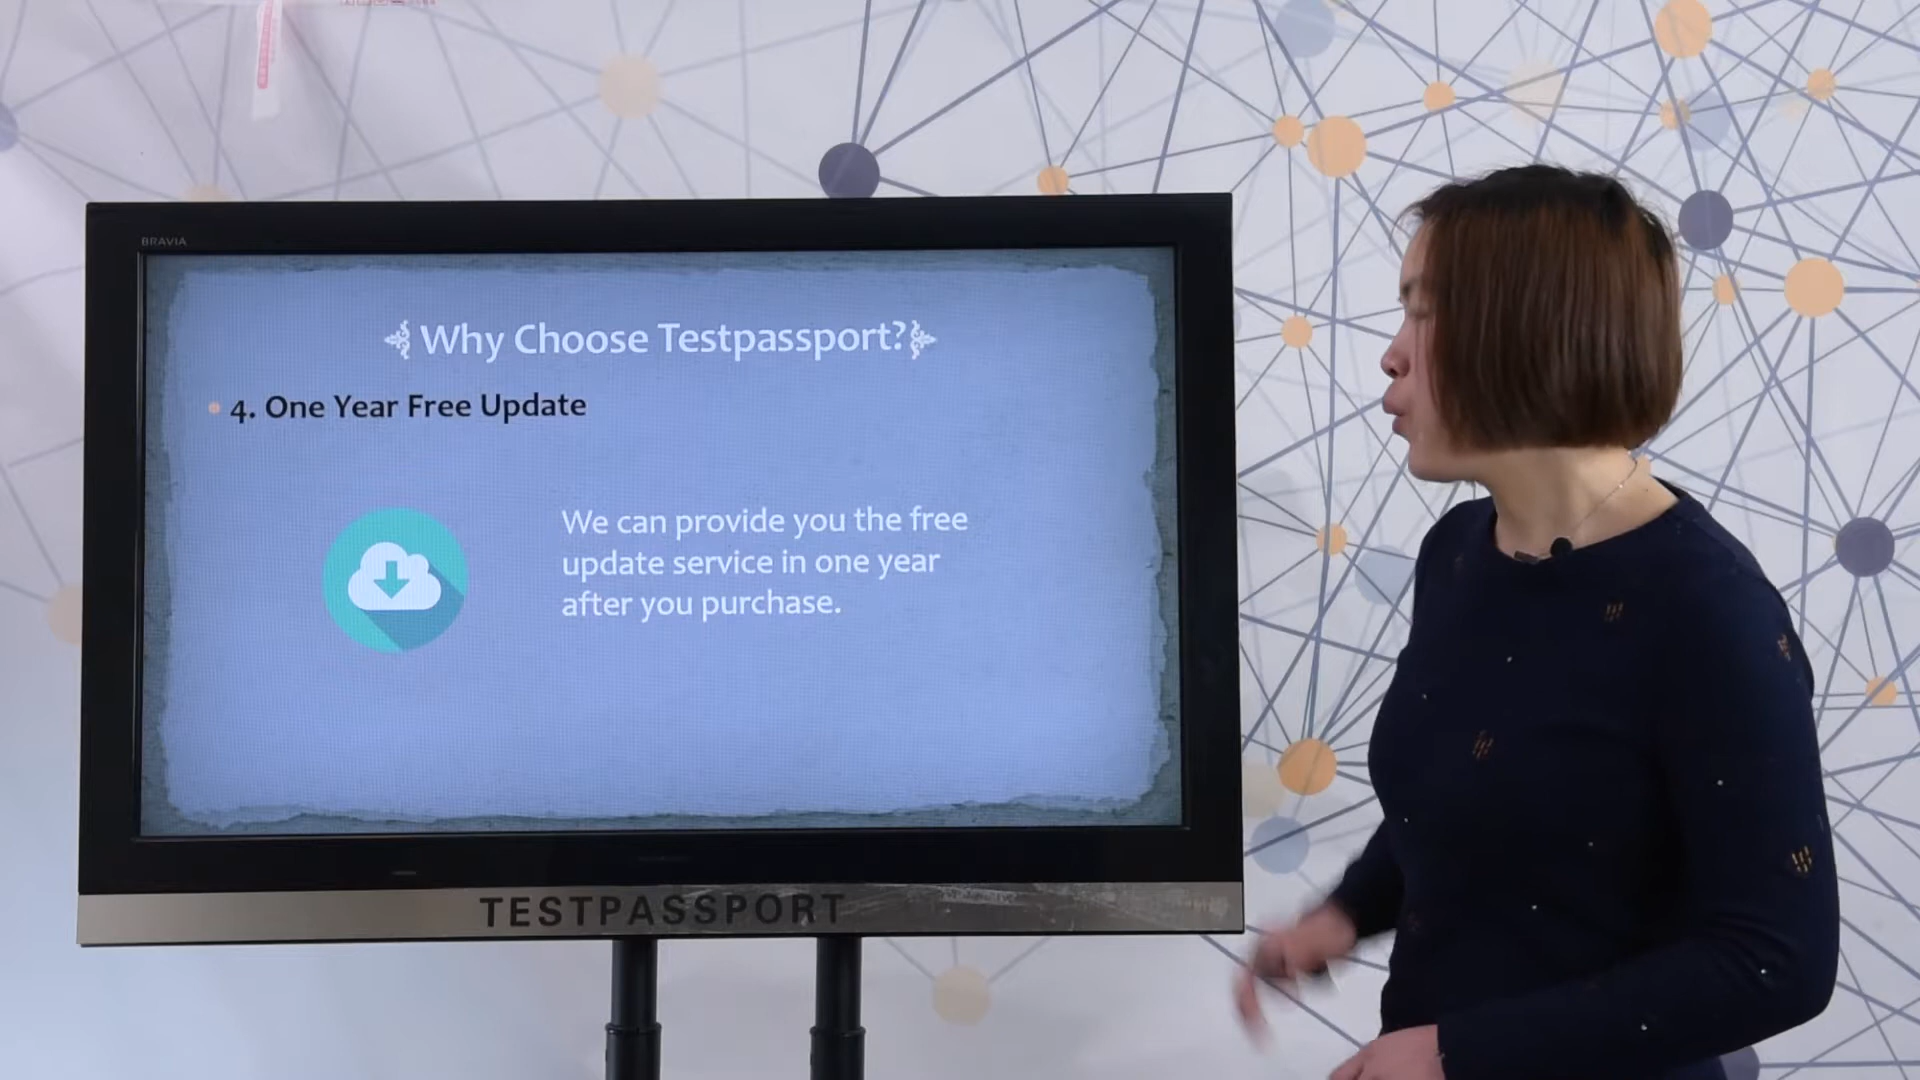 BRAVIA
Why Choose Testpassport?
4. One Year Free Update
We can provide you the free
update service in one year
after you purchase.
TESTPASSPORT